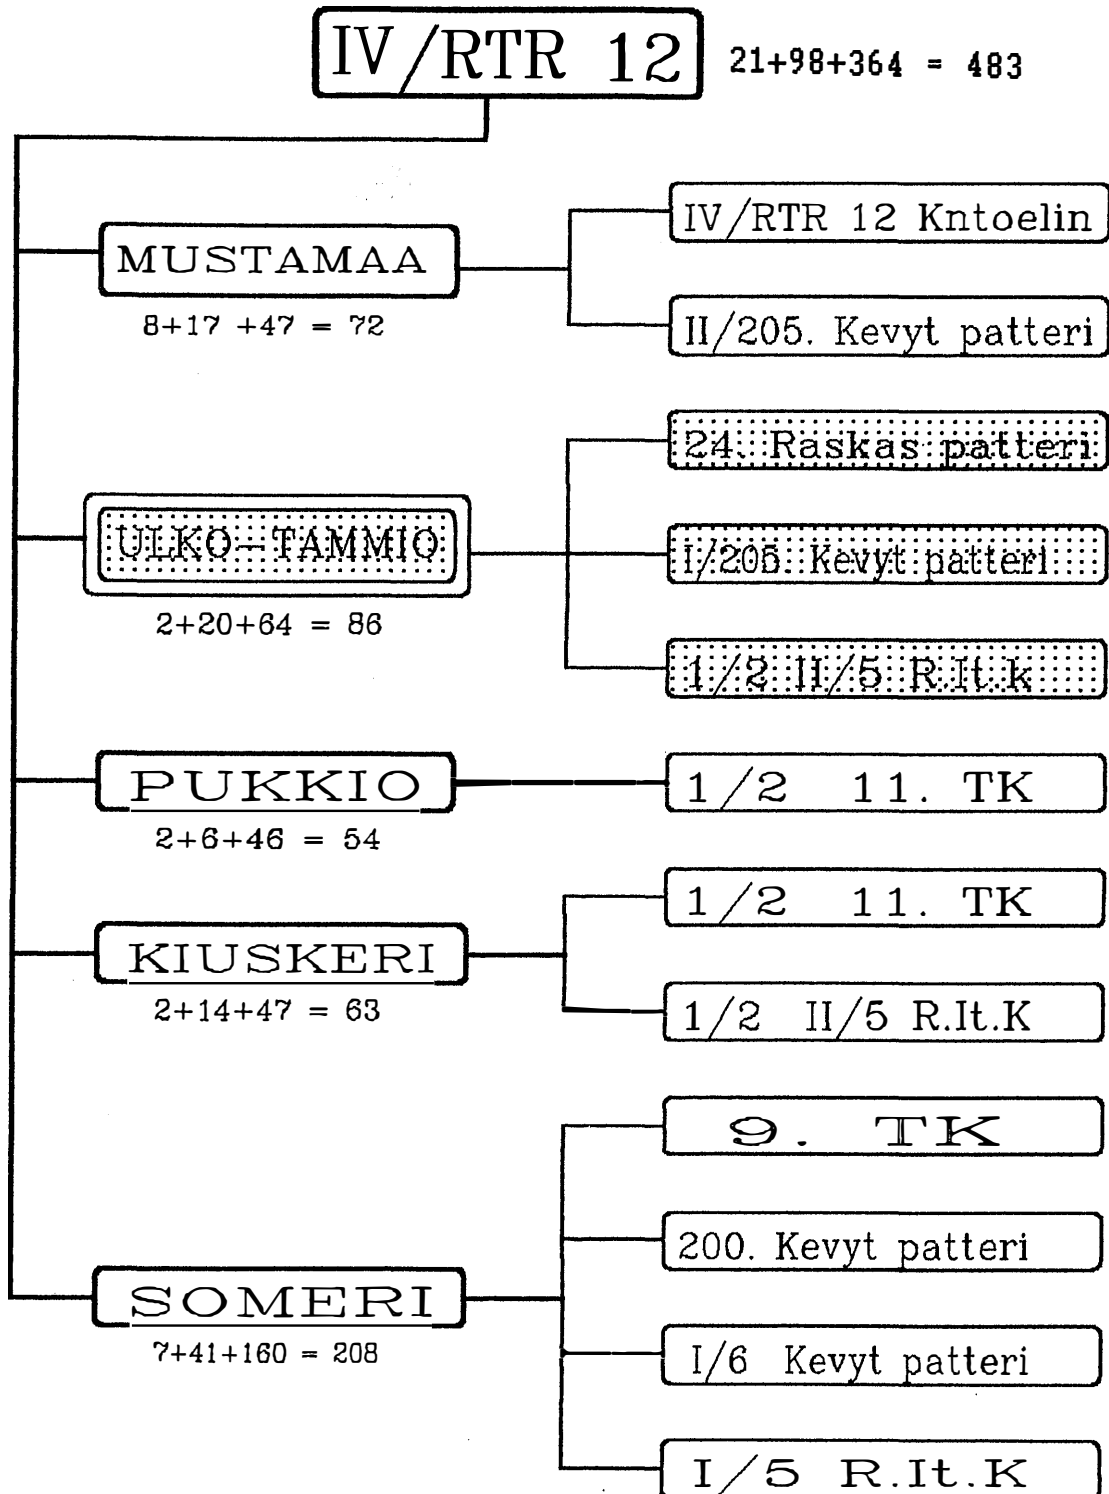 IV/RTR 12 21+98+364 = 483
MUSTAMAA
8+17 +47 = 72
IV/RTR 12 Kntoelin
II/205. Kevyt patteri
ULKO-TAMMIO
2+20+64 = 86
24. Raskas patteri
I/205. Kevyt patteri
1/2 II/5 R.It.k
PUKKIO
2+6+46 = 54
1/2 11. TK
KIUSKERI
2+14+47 = 63
1/2 11. TK
1/2 II/5 R.It.K
SOMERI
7+41+160 = 208
9. TK
200. Kevyt patteri
I/6 Kevyt patteri
I/5 R.It.K